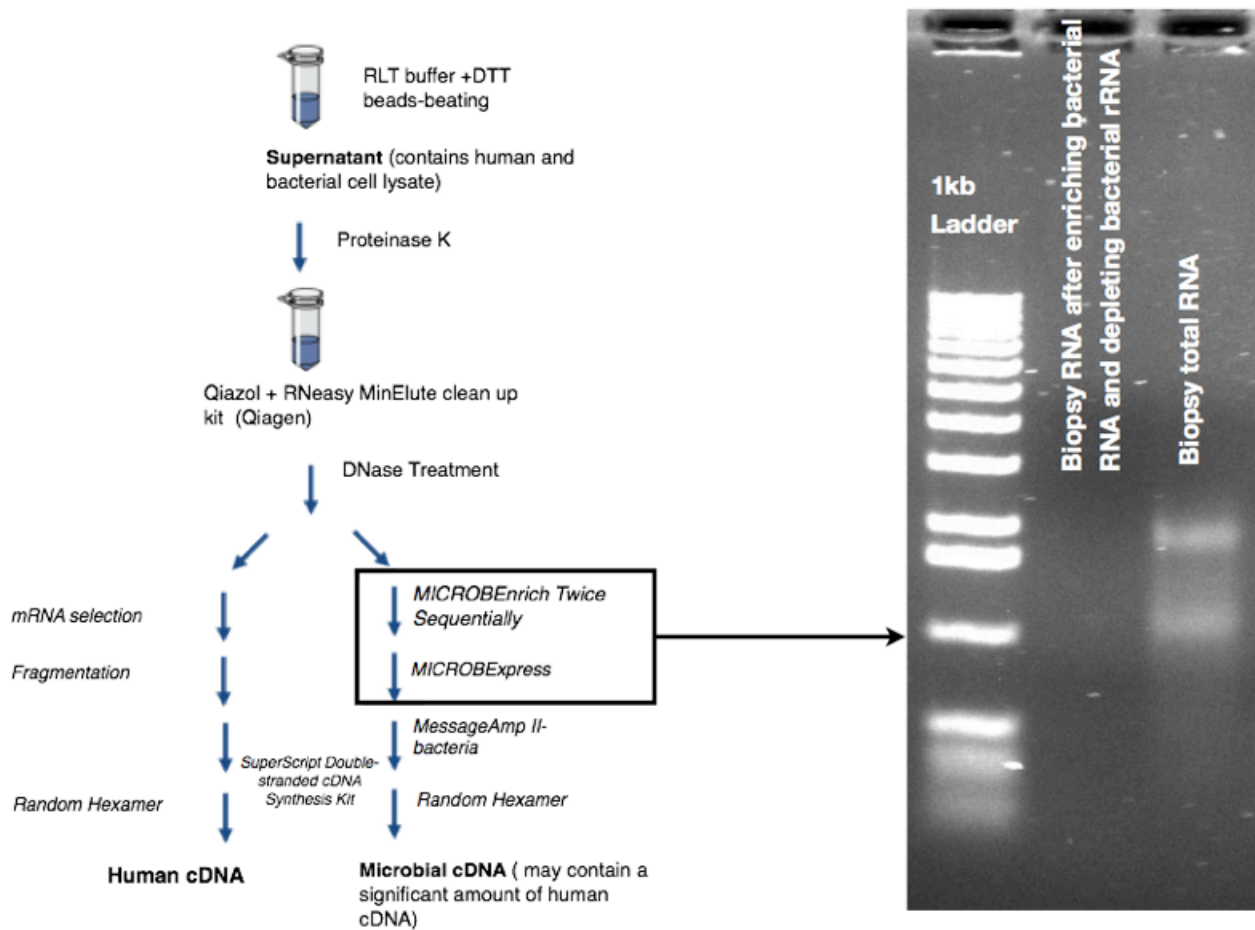 RLT buffer +DTT
beads-beating
Supernatant (contains human and
bacterial cell lysate)
Proteinase K
Qiazol + RNeasy MinElute clean up
kit  (Qiagen)
DNase Treatment
mRNA selection
Fragmentation
Random Hexamer
Human cDNA
SuperScript Double-
stranded cDNA
Synthesis Kit
MICROBEnrich Twice
Sequentially
MICROBExpress
MessageAmp II-
bacteria
Random Hexamer
Microbial cDNA ( may contain a
significant amount of human
cDNA)
1kb
Ladder
Biopsy RNA after enriching bacterial
RNA and depleting bacterial rRNA
Biopsy total RNA